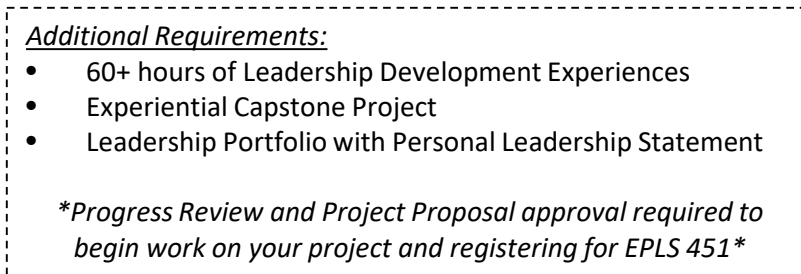 Additional Requirements:
• 60+ hours of Leadership Development Experiences
• Experiential Capstone Project
• Leadership Portfolio with Personal Leadership Statement
*Progress Review and Project Proposal approval required to
begin work on your project and registering for EPLS 451*